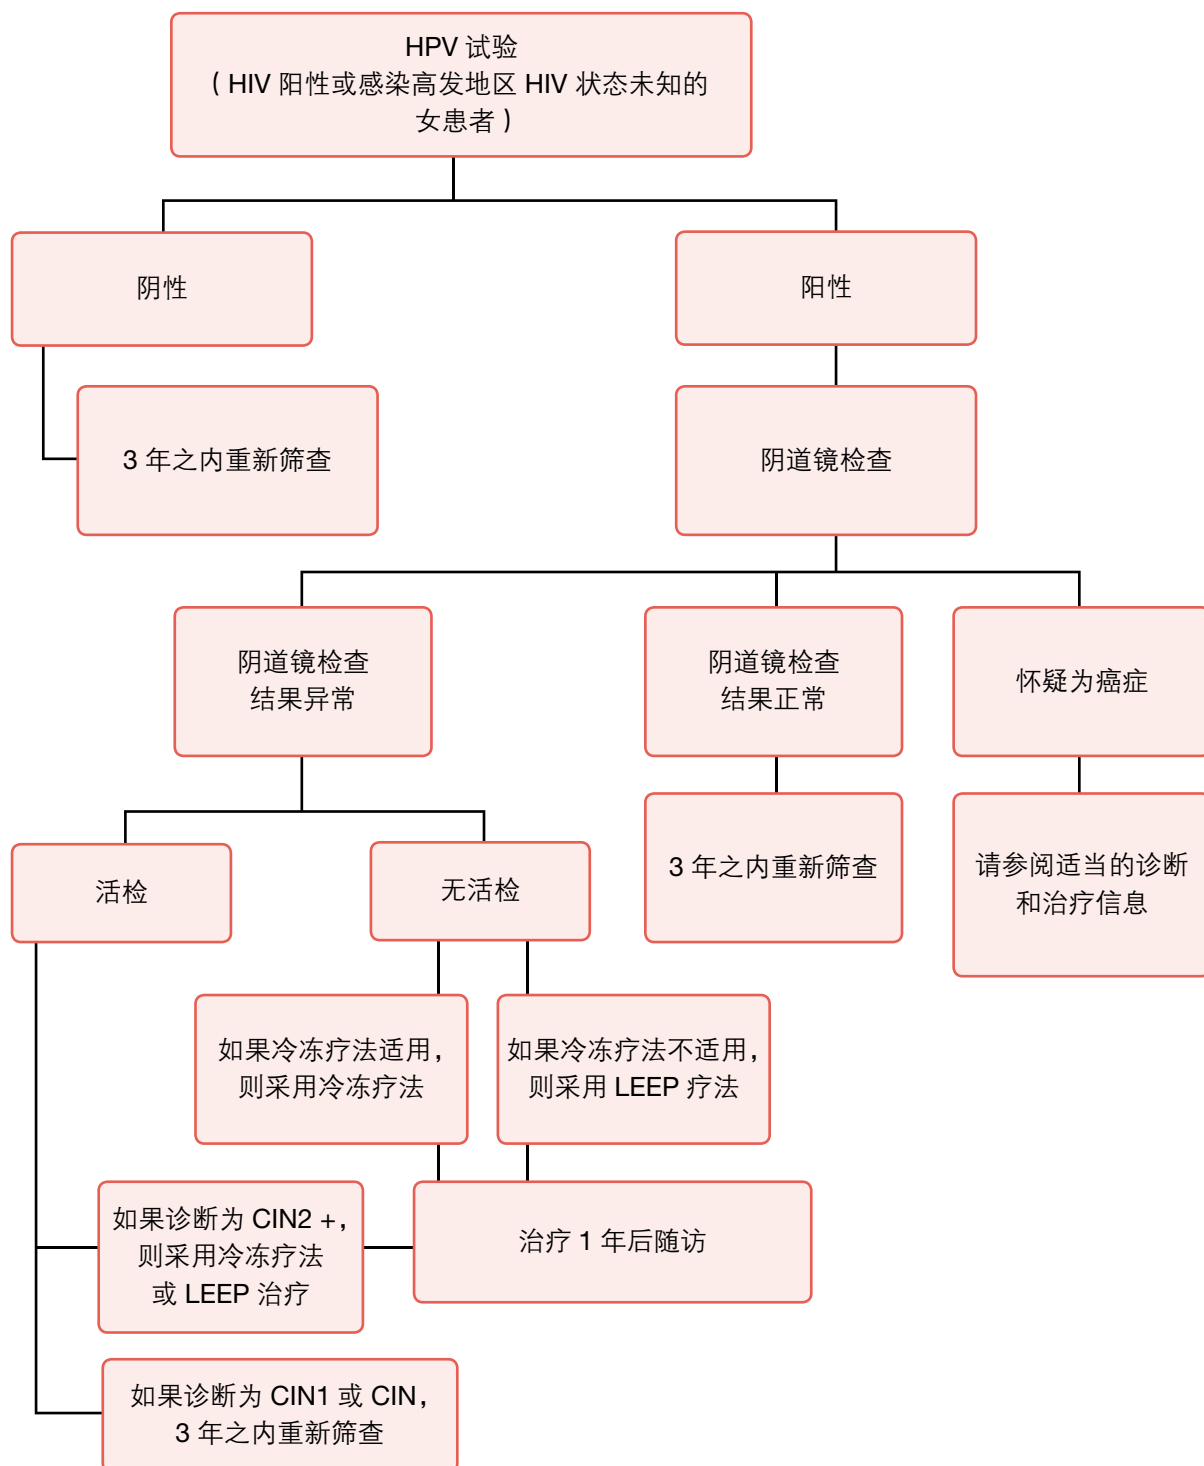 HPV 试验
( HIV 阳性或感染高发地区 HIV 状态未知的
女患者 )
阴性
阳性
3 年之内重新筛查
阴道镜检查
阴道镜检查
结果异常
阴道镜检查
结果正常
怀疑为癌症
活检
无活检
3 年之内重新筛查
请参阅适当的诊断
和治疗信息
如果冷冻疗法适用，
则采用冷冻疗法
如果冷冻疗法不适用，
则采用 LEEP 疗法
如果诊断为 CIN2 +，
则采用冷冻疗法
或 LEEP 治疗
治疗 1 年后随访
如果诊断为 CIN1 或 CIN，
3 年之内重新筛查